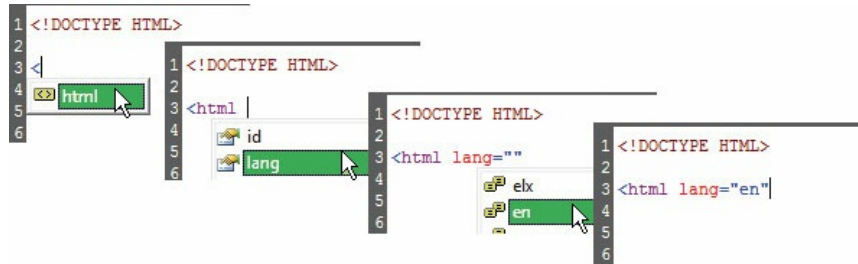 1 <!DOCTYPE HTML>
2
3 <
4 html
5
6
1 <!DOCTYPE HTML>
2
3 <html
4 id
5 lang
6
1 <!DOCTYPE HTML>
2
3 <html lang=""
4 elx
5 en
6
1 <!DOCTYPE HTML>
2
3 <html lang="en"
4
5
6